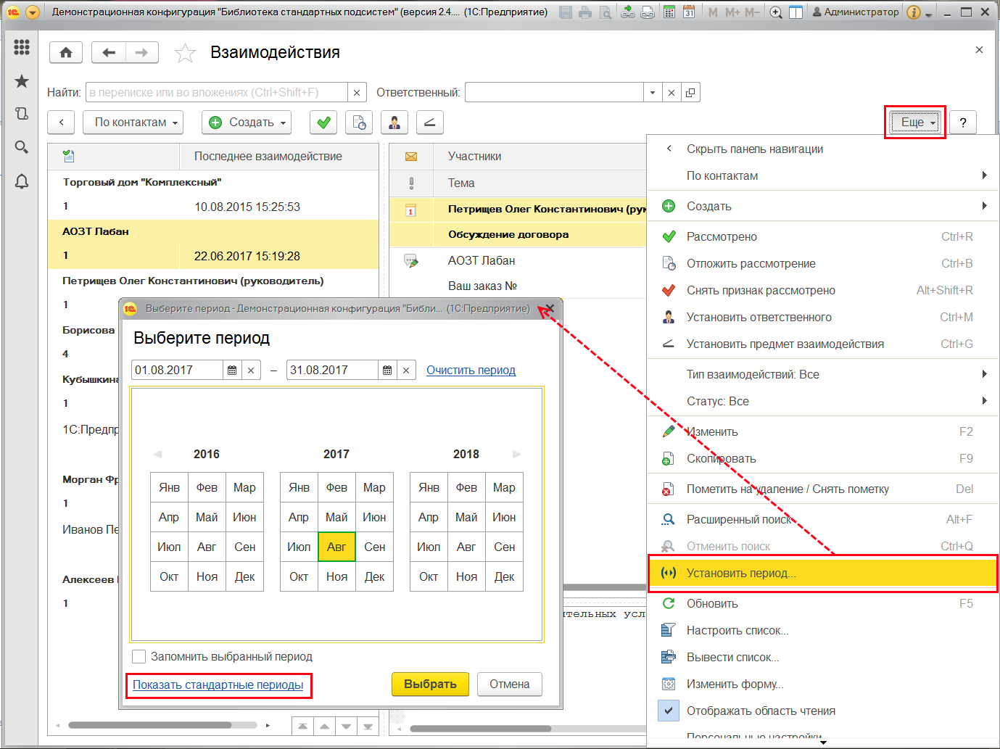 Демонстрационная конфигурация "Библиотека стандартных подсистем" (версия 2.4.... (1С:Предприятие)
M M+ M-
Администратор
Взаимодействия
Найти: в переписке или во вложениях (Ctrl+Shift+F) Ответственный:
По контактам Создать Еще ?
Последнее взаимодействие
Торговый дом "Комплексный"
1 10.08.2015 15:25:53
АОЗТ Лабан
1 22.06.2017 15:19:28
Петрищев Олег Константинович (руководитель)
1
Борисова
4
Кубышкина
1
1С:Предпр
Морган Фр
1
Иванов Пе
Алексеев
1
Участники
Тема
Петрищев Олег Константинович (рук
Обсуждение договора
АОЗТ Лабан
Ваш заказ №
ительных усл
Скрыть панель навигации
По контактам
Создать
Рассмотрено Ctrl+R
Отложить рассмотрение Ctrl+B
Снять признак рассмотрено Alt+Shift+R
Установить ответственного Ctrl+M
Установить предмет взаимодействия Ctrl+G
Тип взаимодействий: Все
Статус: Все
Изменить F2
Скопировать F9
Пометить на удаление / Снять пометку Del
Расширенный поиск Alt+F
Отменить поиск Ctrl+Q
Установить период...
Обновить F5
Настроить список...
Вывести список...
Изменить форму...
Отображать область чтения
Персональные настройки
Выберите период - Демонстрационная конфигурация "Библи... (1С:Предприятие)
Выберите период
01.08.2017 – 31.08.2017 Очистить период
2016 2017 2018
Янв Фев Мар Янв Фев Мар Янв Фев Мар
Апр Май Июн Апр Май Июн Апр Май Июн
Июл Авг Сен Июл Авг Сен Июл Авг Сен
Окт Ноя Дек Окт Ноя Дек Окт Ноя Дек
Запомнить выбранный период
Показать стандартные периоды Выбрать Отмена